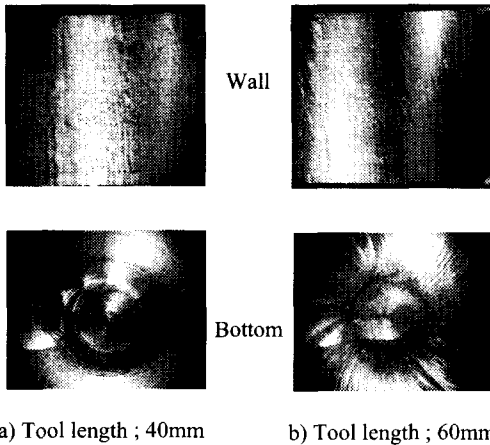 Wall
Bottom
a) Tool length ; 40mm
b) Tool length ; 60mm